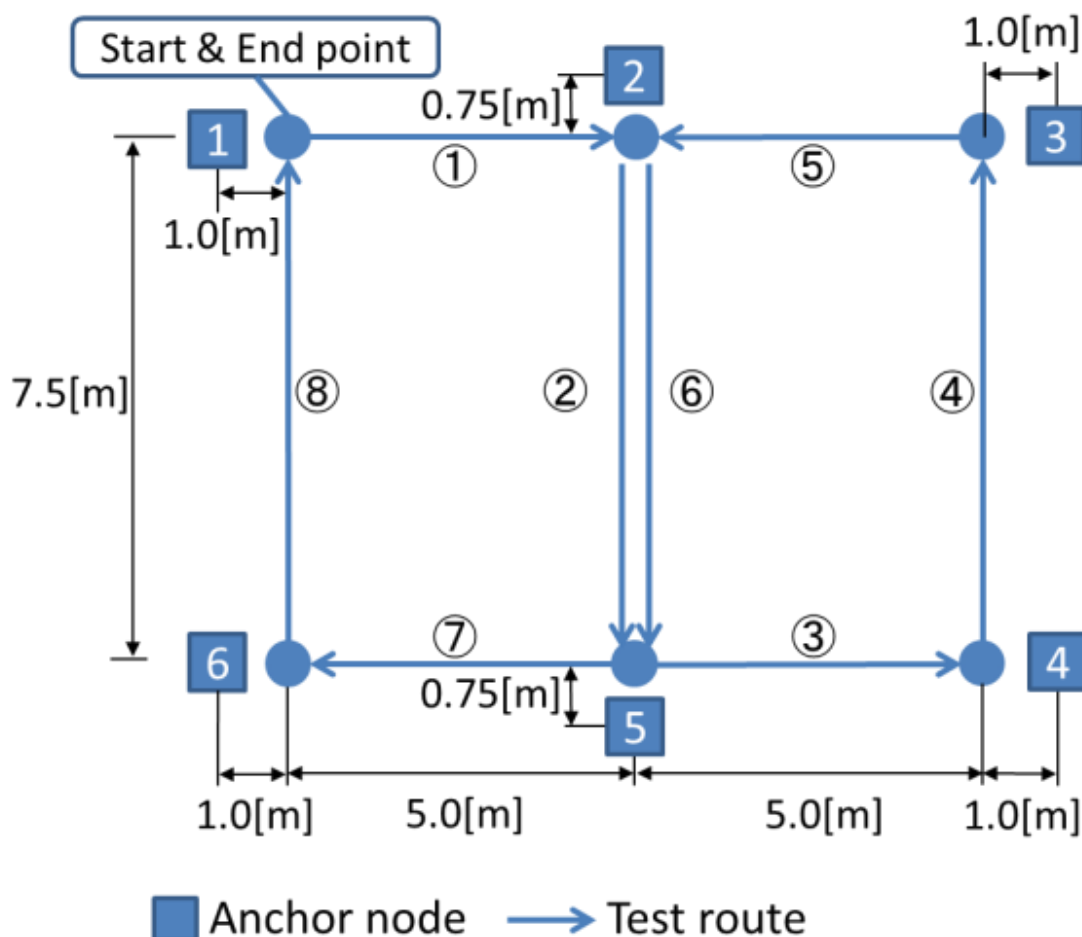 Start & End point
1.0[m]
2
0.75[m]
1
3
①
⑤
1.0[m]
7.5[m]
⑧
②
⑥
④
⑦
③
6
4
0.75[m]
5
1.0[m]
5.0[m]
5.0[m]
1.0[m]
Anchor node
Test route